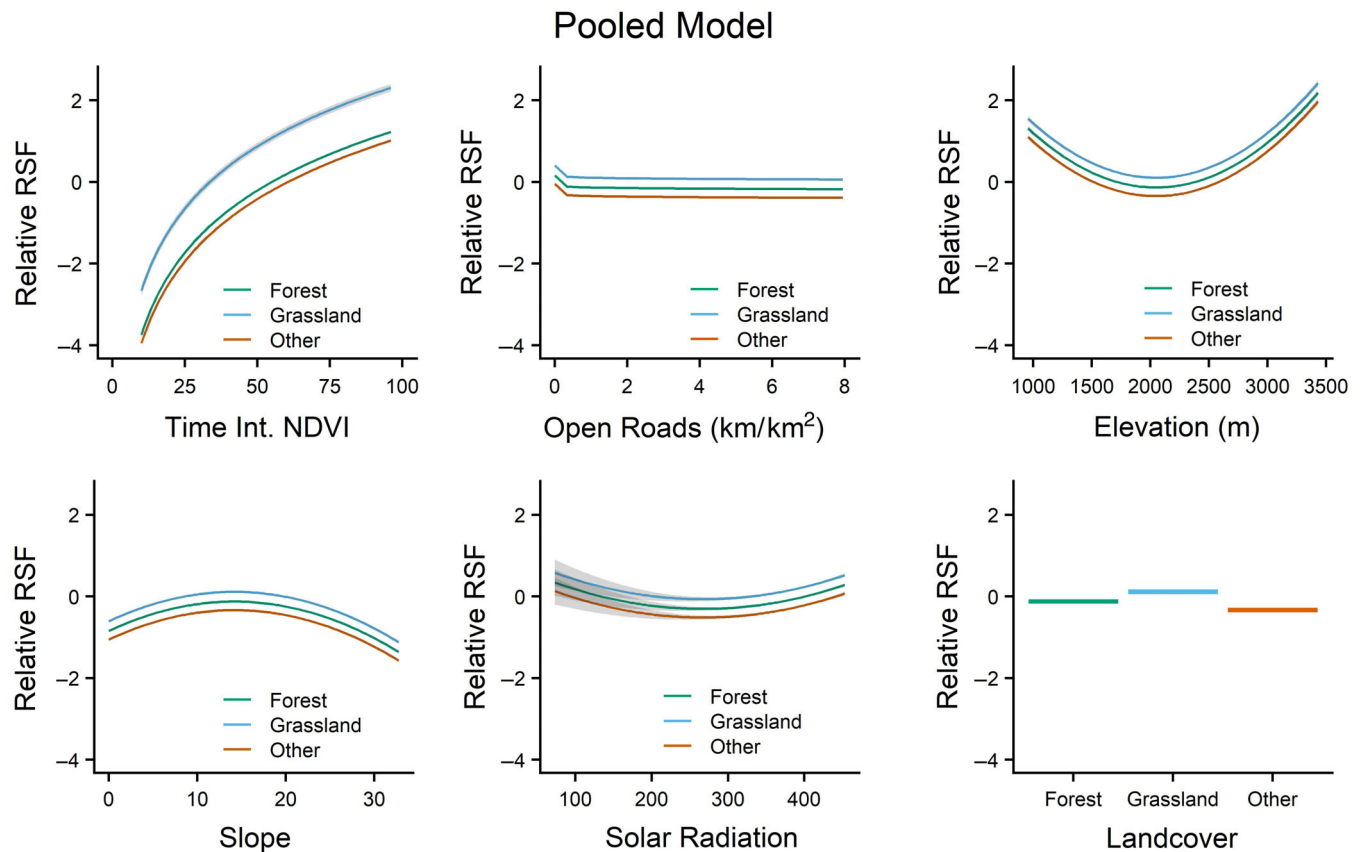 Pooled Model
Relative RSF
2
0
–2
–4
Forest
Grassland
Other
0 25 50 75 100
Time Int. NDVI
Relative RSF
2
0
–2
–4
Forest
Grassland
Other
0 2 4 6 8
Open Roads (km/km²)
Relative RSF
2
0
–2
–4
Forest
Grassland
Other
1000 1500 2000 2500 3000 3500
Elevation (m)
Relative RSF
2
0
–2
–4
Forest
Grassland
Other
0 10 20 30
Slope
Relative RSF
2
0
–2
–4
Forest
Grassland
Other
100 200 300 400
Solar Radiation
Relative RSF
2
0
–2
–4
Forest Grassland Other
Landcover